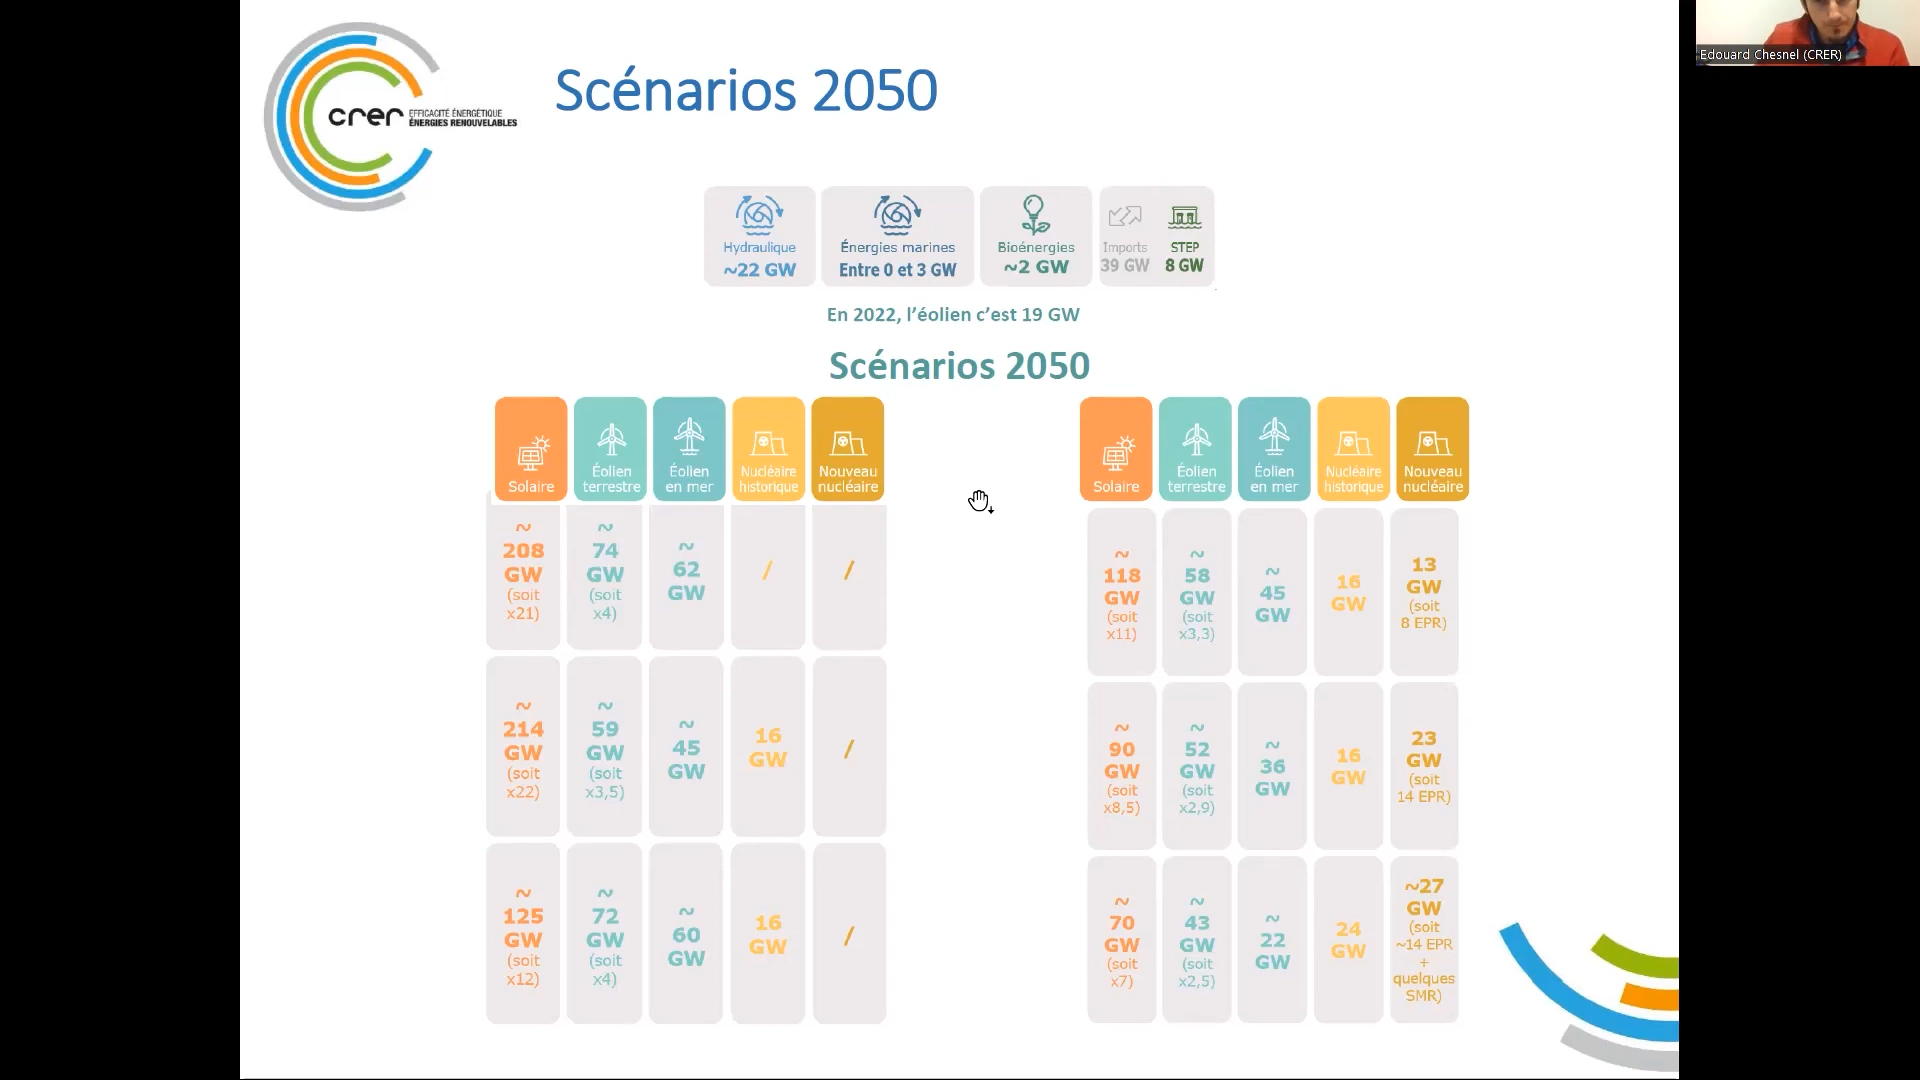 Edouard Chesnel (CRER)
Scénarios 2050
crer
EFFICACITÉ ÉNERGÉTIQUE
ÉNERGIES RENOUVELABLES
Hydraulique
~22 GW
Énergies marines
Entre 0 et 3 GW
Bioénergies
~2 GW
Imports
39 GW
STEP
8 GW
En 2022, l’éolien c’est 19 GW
Scénarios 2050
Solaire
Éolien
terrestre
Éolien
en mer
Nucléaire
historique
Nouveau
nucléaire
~
208
GW
(soit
x21)
~
74
GW
(soit
x4)
~
62
GW
/
/
~
214
GW
(soit
x22)
~
59
GW
(soit
x3,5)
~
45
GW
16
GW
/
~
125
GW
(soit
x12)
~
72
GW
(soit
x4)
~
60
GW
16
GW
/
Solaire
Éolien
terrestre
Éolien
en mer
Nucléaire
historique
Nouveau
nucléaire
~
118
GW
(soit
x11)
~
58
GW
(soit
x3,3)
~
45
GW
16
GW
13
GW
(soit
8 EPR)
~
90
GW
(soit
x8,5)
~
52
GW
(soit
x2,9)
~
36
GW
16
GW
23
GW
(soit
14 EPR)
~
70
GW
(soit
x7)
~
43
GW
(soit
x2,5)
~
22
GW
24
GW
~27
GW
(soit
~14 EPR
+
quelques
SMR)